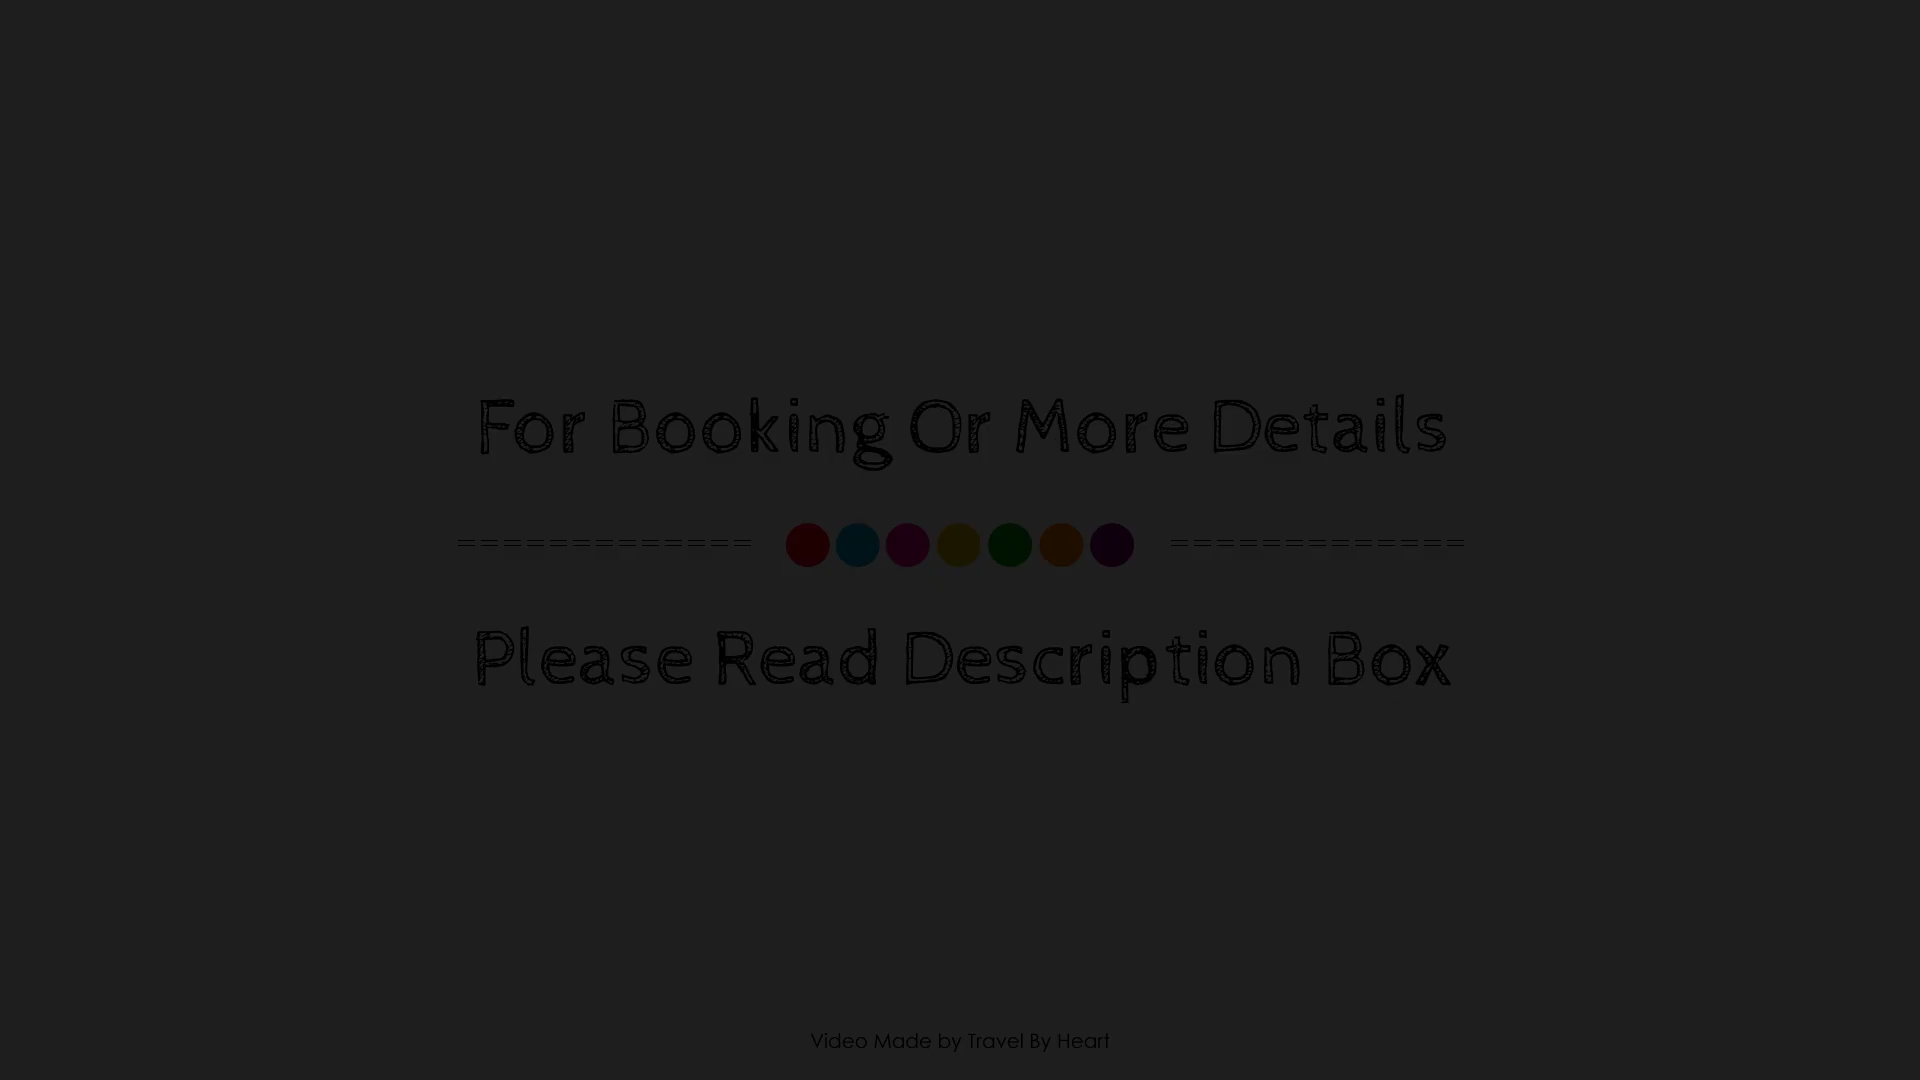 For Booking Or More Details
============= =============
Please Read Description Box
Video Made by Travel By Heart